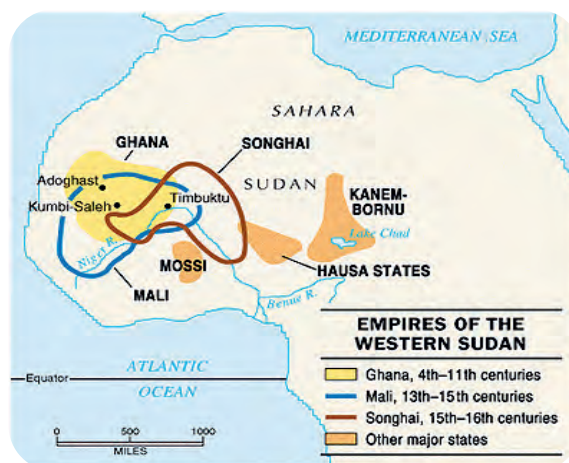 MEDITERRANEAN SEA
SAHARA
GHANA
SONGHAI
Adoghast
SUDAN
KANEM-
BORNU
Kumbi-Saleh
Timbuktu
Lake Chad
Niger R.
MOSSI
HAUSA STATES
MALI
Benue R.
EMPIRES OF THE
WESTERN SUDAN
ATLANTIC
OCEAN
Equator
Ghana, 4th–11th centuries
Mali, 13th–15th centuries
Songhai, 15th–16th centuries
Other major states
0 500 1000
MILES